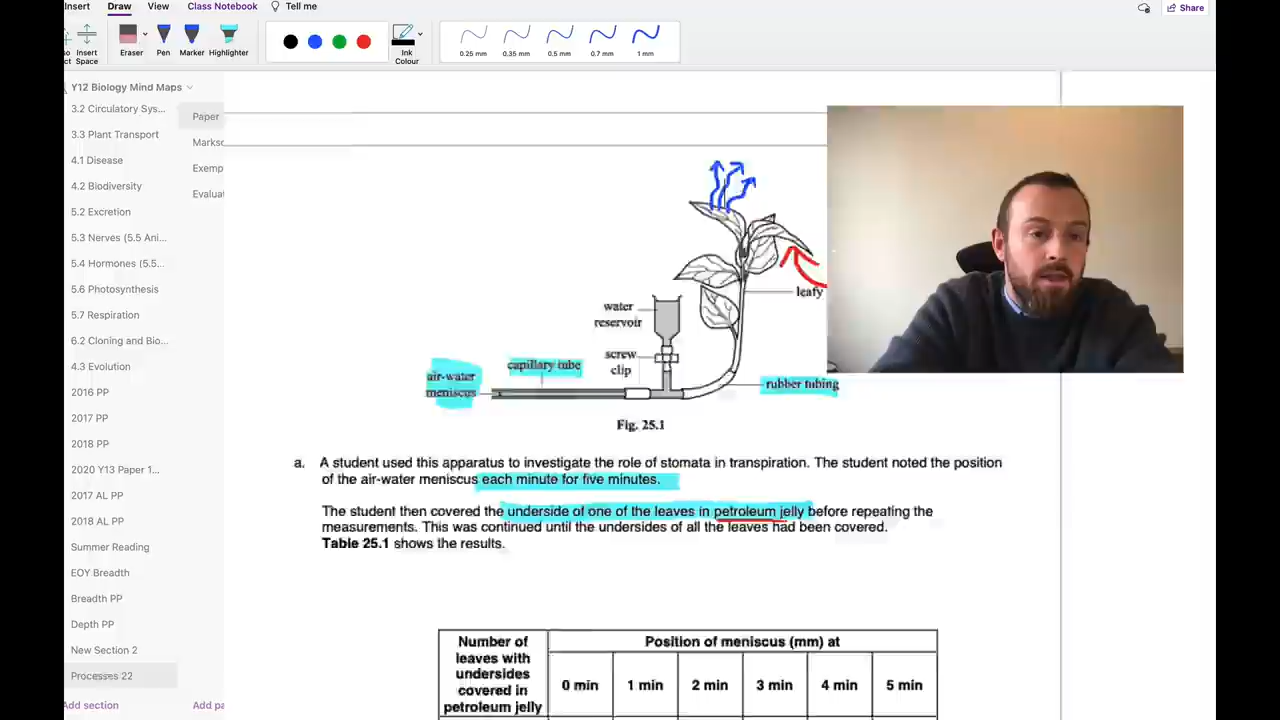 Insert Draw View Class Notebook Tell me
Share
Insert Space
Eraser Pen Marker Highlighter
Ink Colour
0.25 mm 0.35 mm 0.5 mm 0.7 mm 1 mm
Y12 Biology Mind Maps
3.2 Circulatory Sys...
3.3 Plant Transport
4.1 Disease
4.2 Biodiversity
5.2 Excretion
5.3 Nerves (5.5 Ani...
5.4 Hormones (5.5...
5.6 Photosynthesis
5.7 Respiration
6.2 Cloning and Bio...
4.3 Evolution
2016 PP
2017 PP
2018 PP
2020 Y13 Paper 1...
2017 AL PP
2018 AL PP
Summer Reading
EOY Breadth
Breadth PP
Depth PP
New Section 2
Processes 22
Add section
Paper
Marksc
Exemp
Evaluat
Add pa
water
reservoir
leafy
screw
clip
capillary tube
air-water
meniscus
rubber tubing
Fig. 25.1
a. A student used this apparatus to investigate the role of stomata in transpiration. The student noted the position
of the air-water meniscus each minute for five minutes.
The student then covered the underside of one of the leaves in petroleum jelly before repeating the
measurements. This was continued until the undersides of all the leaves had been covered.
Table 25.1 shows the results.
Number of
leaves with
undersides
covered in
petroleum jelly
Position of meniscus (mm) at
0 min 1 min 2 min 3 min 4 min 5 min